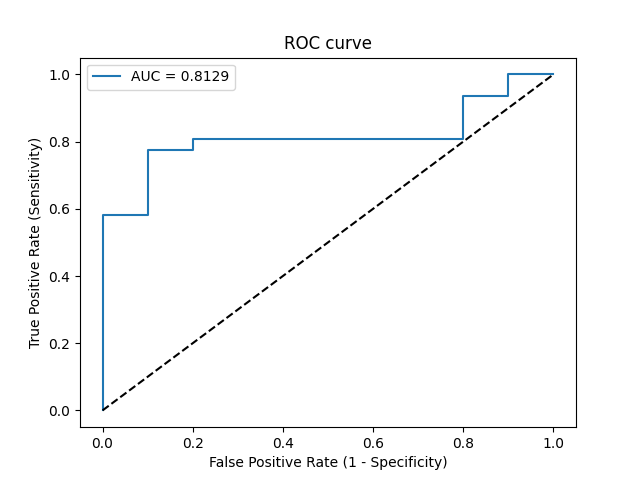 ROC curve
AUC = 0.8129
True Positive Rate (Sensitivity)
1.0
0.8
0.6
0.4
0.2
0.0
0.0 0.2 0.4 0.6 0.8 1.0
False Positive Rate (1 - Specificity)